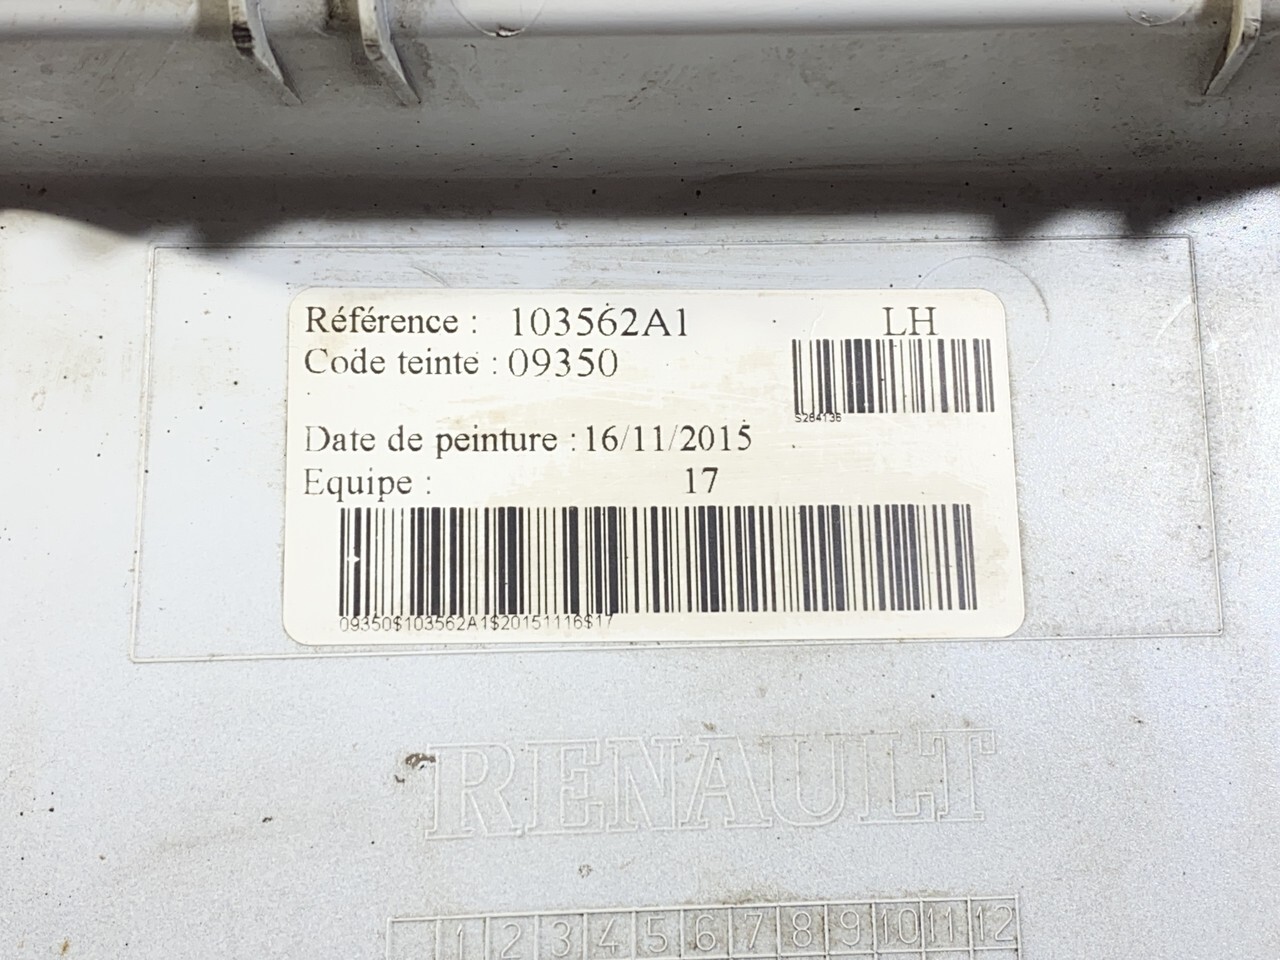 Référence : 103562A1 LH
Code teinte : 09350
S284136
Date de peinture : 16/11/2015
Equipe : 17
09350$103562A1$20151116$17
RENAULT
1 2 3 4 5 6 7 8 9 10 11 12